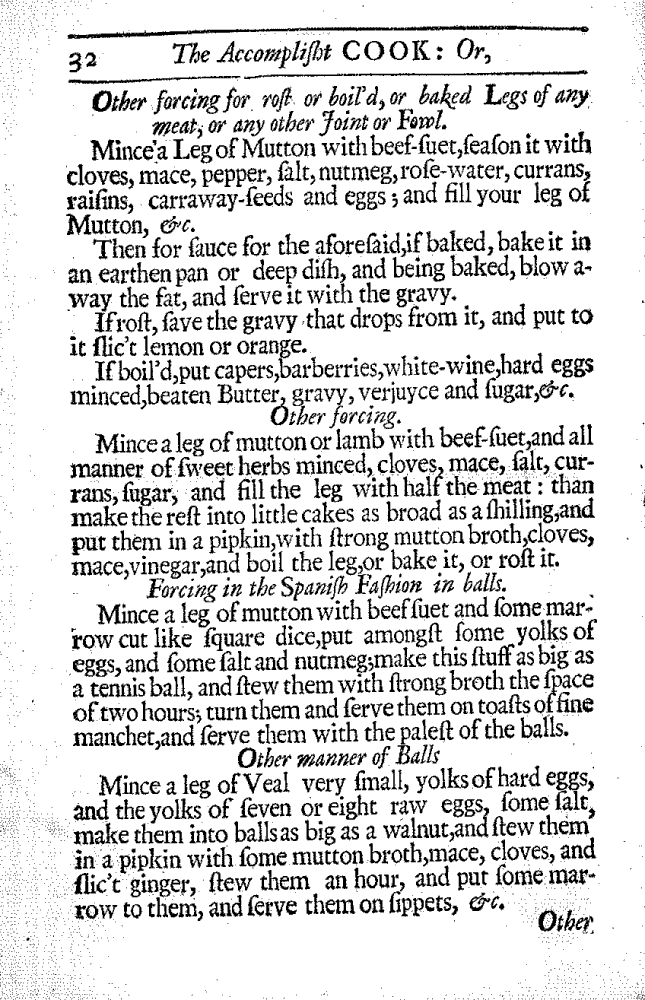 32 The Accompliſht COOK: Or,
Other forcing for roſt or boil'd, or baked Legs of any
meat, or any other Joint or Fowl.
Mince a Leg of Mutton with beef-ſuet, ſeaſon it with
cloves, mace, pepper, ſalt, nutmeg, roſe-water, currans,
raiſins, carraway-ſeeds and eggs; and fill your leg of
Mutton, &c.
Then for ſauce for the aforeſaid, if baked, bake it in
an earthen pan or deep diſh, and being baked, blow a-
way the fat, and ſerve it with the gravy.
If roſt, ſave the gravy that drops from it, and put to
it ſlic't lemon or orange.
If boil'd, put capers, barberries, white-wine, hard eggs
minced, beaten Butter, gravy, verjuyce and ſugar, &c.
Other forcing.
Mince a leg of mutton or lamb with beef-ſuet, and all
manner of ſweet herbs minced, cloves, mace, ſalt, cur-
rans, ſugar, and fill the leg with half the meat: than
make the reſt into little cakes as broad as a ſhilling, and
put them in a pipkin, with ſtrong mutton broth, cloves,
mace, vinegar, and boil the leg, or bake it, or roſt it.
Forcing in the Spaniſh Faſhion in balls.
Mince a leg of mutton with beef ſuet and ſome mar-
row cut like ſquare dice, put amongſt ſome yolks of
eggs, and ſome ſalt and nutmeg; make this ſtuff as big as
a tennis ball, and ſtew them with ſtrong broth the ſpace
of two hours; turn them and ſerve them on toaſts of fine
manchet, and ſerve them with the paleſt of the balls.
Other manner of Balls
Mince a leg of Veal very ſmall, yolks of hard eggs,
and the yolks of ſeven or eight raw eggs, ſome ſalt,
make them into balls as big as a walnut, and ſtew them
in a pipkin with ſome mutton broth, mace, cloves, and
ſlic't ginger, ſtew them an hour, and put ſome mar-
row to them, and ſerve them on ſippets, &c.
Other